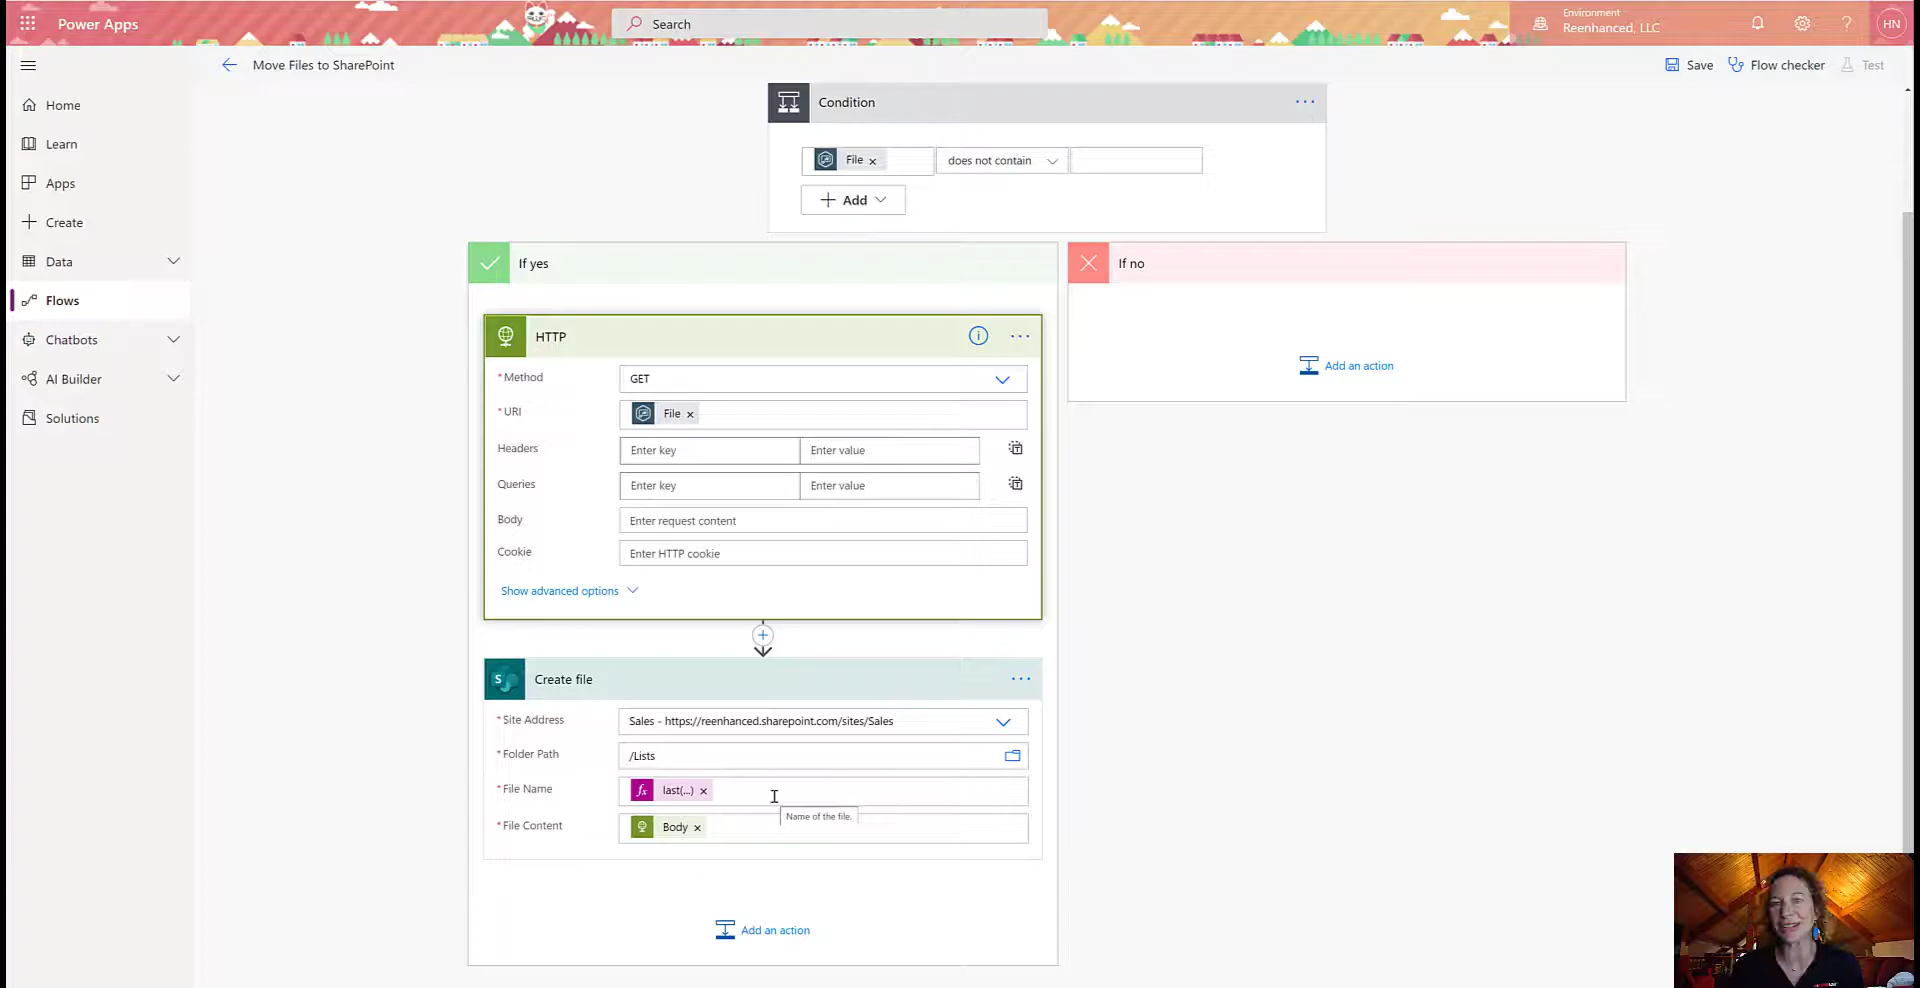 Power Apps
Search
Environment
Reenhanced, LLC
?
HN
Move Files to SharePoint
Save
Flow checker
Test
Home
Learn
Apps
Create
Data
Flows
Chatbots
AI Builder
Solutions
Condition
File
does not contain
Add
If yes
If no
Add an action
HTTP
* Method
GET
* URI
File
Headers
Enter key
Enter value
Queries
Enter key
Enter value
Body
Enter request content
Cookie
Enter HTTP cookie
Show advanced options
S
Create file
* Site Address
Sales - https://reenhanced.sharepoint.com/sites/Sales
* Folder Path
/Lists
* File Name
fx last(...)
Name of the file.
* File Content
Body
Add an action